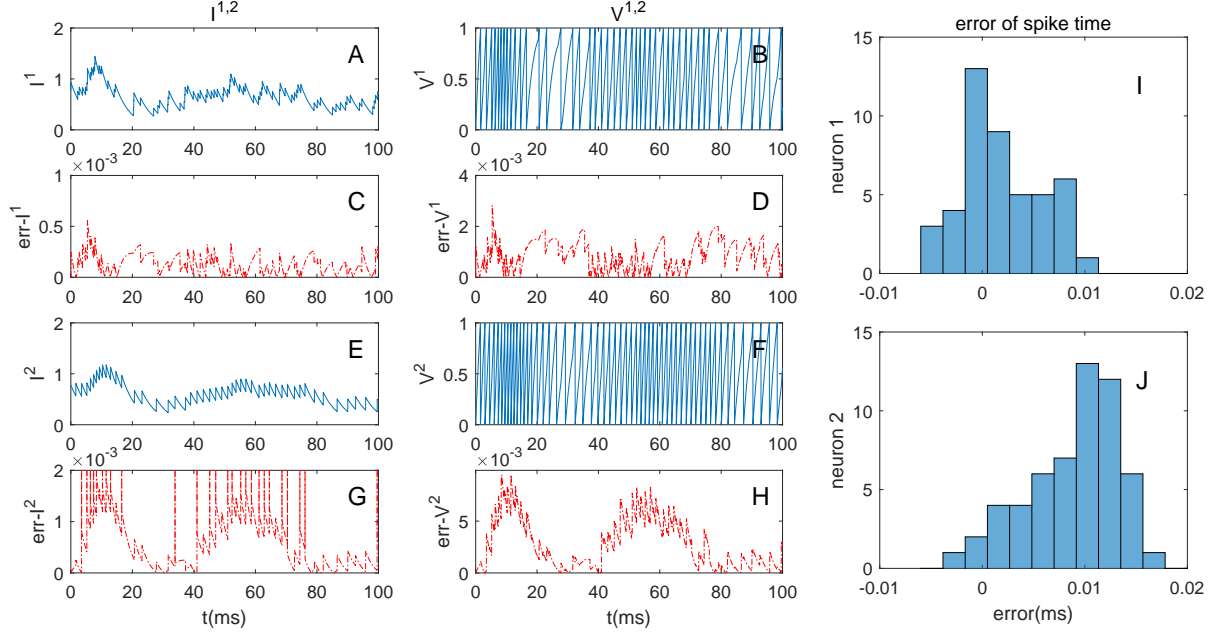 I^{1,2}
V^{1,2}
error of spike time
2
1
0
I^1
A
0 20 40 60 80 100
1
0.5
0
V^1
B
0 20 40 60 80 100
15
10
5
0
neuron 1
I
-0.01 0 0.01 0.02
×10^{-3}
1
0.5
0
err-I^1
C
0 20 40 60 80 100
×10^{-3}
4
2
0
err-V^1
D
0 20 40 60 80 100
2
1
0
I^2
E
0 20 40 60 80 100
1
0.5
0
V^2
F
0 20 40 60 80 100
15
10
5
0
neuron 2
J
-0.01 0 0.01 0.02
error(ms)
×10^{-3}
2
1
0
err-I^2
G
0 20 40 60 80 100
t(ms)
×10^{-3}
5
0
err-V^2
H
0 20 40 60 80 100
t(ms)